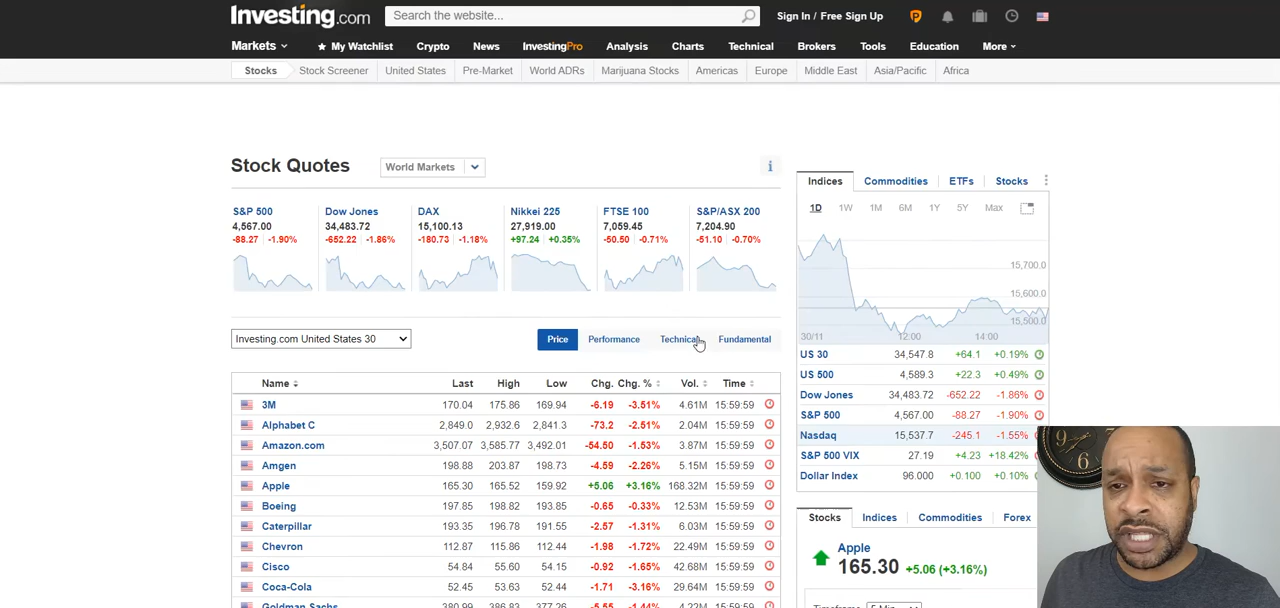 Investing.com
Search the website...
Sign In / Free Sign Up
Markets
My Watchlist
Crypto
News
InvestingPro
Analysis
Charts
Technical
Brokers
Tools
Education
More
Stocks
Stock Screener
United States
Pre-Market
World ADRs
Marijuana Stocks
Americas
Europe
Middle East
Asia/Pacific
Africa
Stock Quotes
World Markets
S&P 500 Dow Jones DAX Nikkei 225 FTSE 100 S&P/ASX 200
4,567.00 34,483.72 15,100.13 27,919.00 7,059.45 7,204.90
-88.27 -1.90% -652.22 -1.86% -180.73 -1.18% +97.24 +0.35% -50.50 -0.71% -51.10 -0.70%
Investing.com United States 30
Price Performance Technical Fundamental
Name Last High Low Chg. Chg. % Vol. Time
3M 170.04 175.86 169.94 -6.19 -3.51% 4.61M 15:59:59
Alphabet C 2,849.0 2,932.6 2,841.3 -73.2 -2.51% 2.04M 15:59:59
Amazon.com 3,507.07 3,585.77 3,492.01 -54.50 -1.53% 3.87M 15:59:59
Amgen 198.88 203.87 198.73 -4.59 -2.26% 5.15M 15:59:59
Apple 165.30 165.52 159.92 +5.06 +3.16% 168.32M 15:59:59
Boeing 197.85 198.82 193.85 -0.65 -0.33% 12.53M 15:59:59
Caterpillar 193.35 196.78 191.55 -2.57 -1.31% 6.03M 15:59:59
Chevron 112.87 115.86 112.44 -1.98 -1.72% 22.49M 15:59:59
Cisco 54.84 55.60 54.15 -0.92 -1.65% 42.68M 15:59:59
Coca-Cola 52.45 53.63 52.44 -1.71 -3.16% 29.64M 15:59:59
Goldman Sachs 380.99 386.83 377.26 -5.55 -1.44% 4.22M 15:59:59
Indices Commodities ETFs Stocks
1D 1W 1M 6M 1Y 5Y Max
15,700.0
15,600.0
15,500.0
30/11 12:00 14:00
US 30 34,547.8 +64.1 +0.19%
US 500 4,589.3 +22.3 +0.49%
Dow Jones 34,483.72 -652.22 -1.86%
S&P 500 4,567.00 -88.27 -1.90%
Nasdaq 15,537.7 -245.1 -1.55%
S&P 500 VIX 27.19 +4.23 +18.42%
Dollar Index 96.000 +0.100 +0.10%
Stocks Indices Commodities Forex
Apple
165.30 +5.06 (+3.16%)